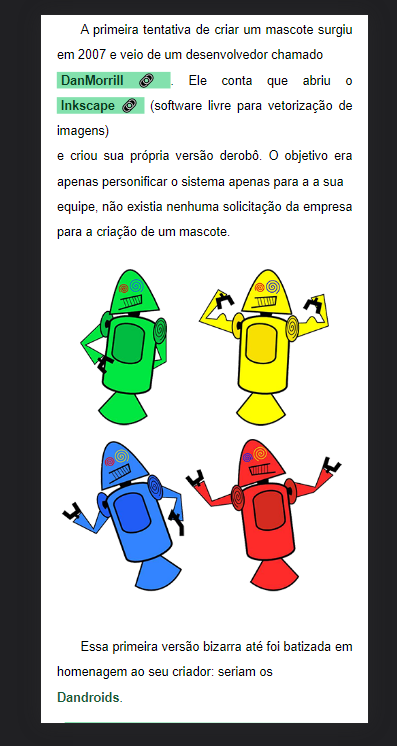 A primeira tentativa de criar um mascote surgiu
em 2007 e veio de um desenvolvedor chamado
DanMorrill . Ele conta que abriu o
Inkscape (software livre para vetorização de
imagens)
e criou sua própria versão derobô. O objetivo era
apenas personificar o sistema apenas para a a sua
equipe, não existia nenhuma solicitação da empresa
para a criação de um mascote.
Essa primeira versão bizarra até foi batizada em
homenagem ao seu criador: seriam os
Dandroids.